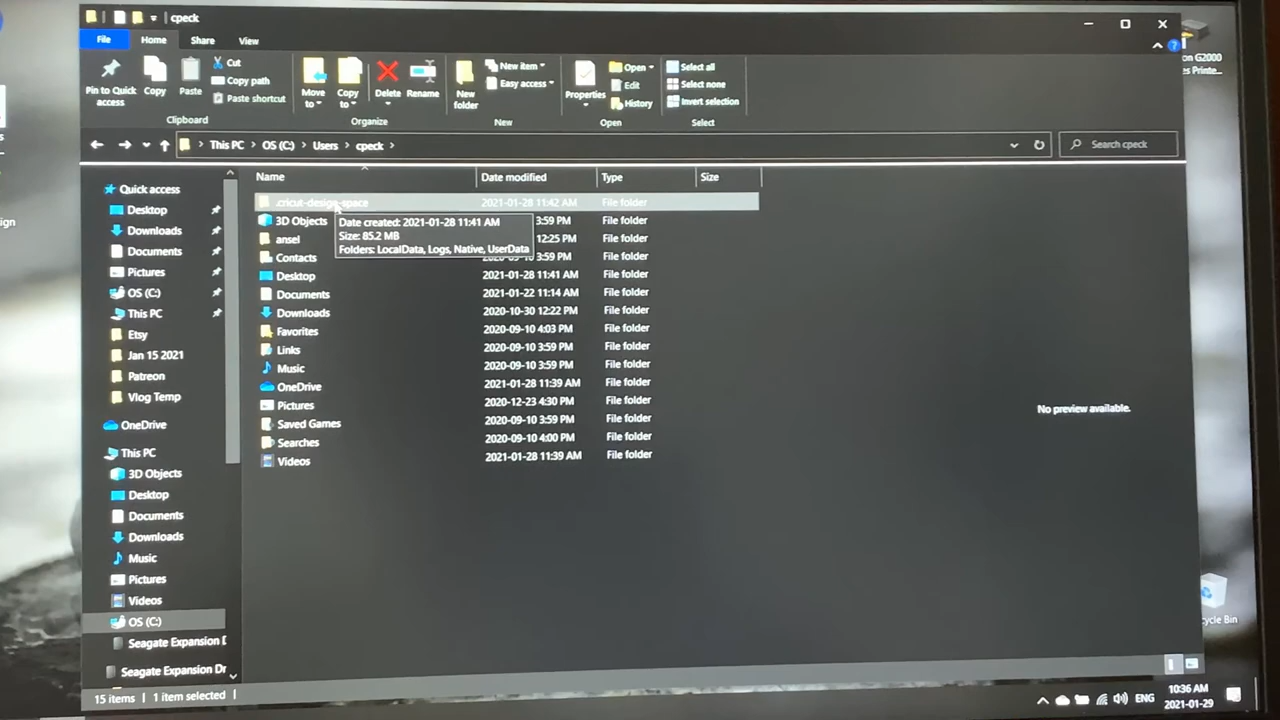 cpeck
File
Home
Share
View
Pin to Quick access
Copy
Paste
Cut
Copy path
Paste shortcut
Clipboard
Move to
Copy to
Delete
Rename
Organize
New folder
New item
Easy access
New
Properties
Open
Edit
History
Open
Select all
Select none
Invert selection
Select
This PC > OS (C:) > Users > cpeck >
Search cpeck
Name Date modified Type Size
.cricut-design-space 2021-01-28 11:42 AM File folder
3D Objects 3:59 PM File folder
ansel 12:25 PM File folder
Contacts 3:59 PM File folder
Desktop 2021-01-28 11:41 AM File folder
Documents 2021-01-22 11:14 AM File folder
Downloads 2020-10-30 12:22 PM File folder
Favorites 2020-09-10 4:03 PM File folder
Links 2020-09-10 3:59 PM File folder
Music 2020-09-10 3:59 PM File folder
OneDrive 2021-01-28 11:39 AM File folder
Pictures 2020-12-23 4:30 PM File folder
Saved Games 2020-09-10 3:59 PM File folder
Searches 2020-09-10 4:00 PM File folder
Videos 2021-01-28 11:39 AM File folder
Date created: 2021-01-28 11:41 AM
Size: 85.2 MB
Folders: LocalData, Logs, Native, UserData
Quick access
Desktop
Downloads
Documents
Pictures
OS (C:)
This PC
Etsy
Jan 15 2021
Patreon
Vlog Temp
OneDrive
This PC
3D Objects
Desktop
Documents
Downloads
Music
Pictures
Videos
OS (C:)
Seagate Expansion D
Seagate Expansion Dr
No preview available.
15 items
1 item selected
on G2000
es Printe...
cycle Bin
ign
ENG
10:36 AM
2021-01-29